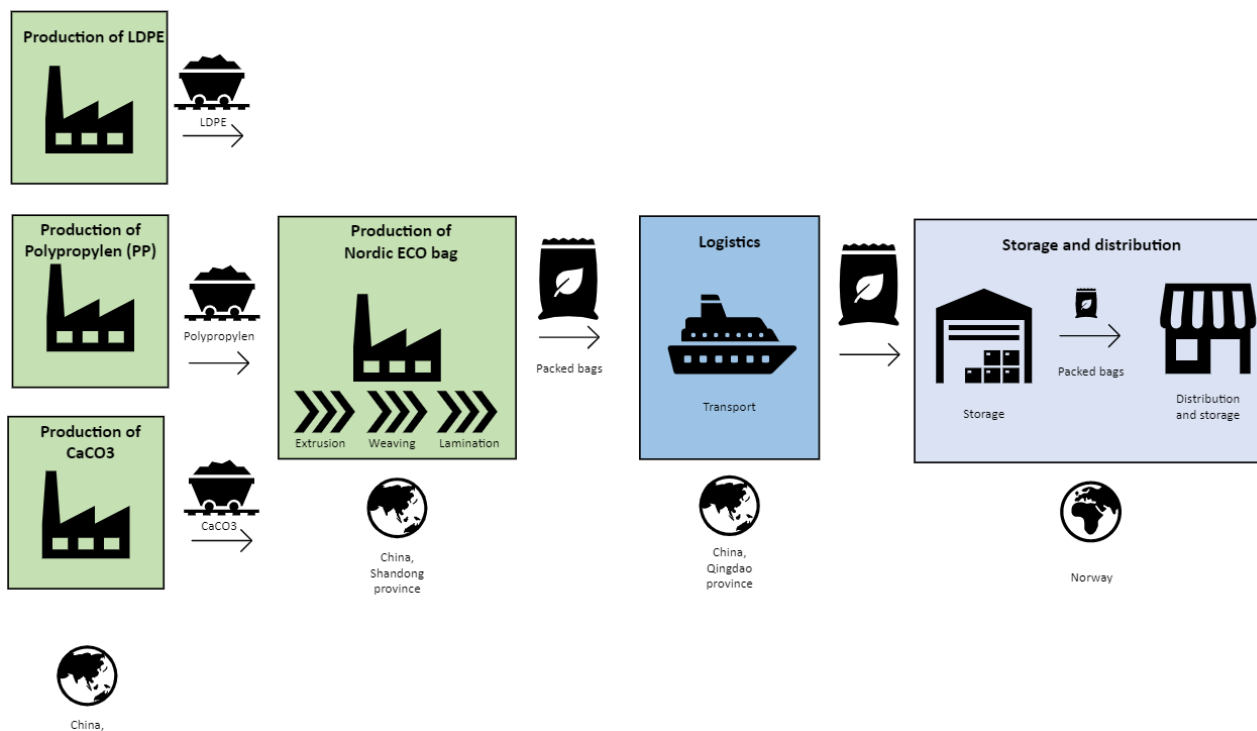 Production of LDPE
LDPE
Production of
Polypropylen (PP)
Polypropylen
Production of
CaCO3
CaCO3
China,
Production of
Nordic ECO bag
Extrusion
Weaving
Lamination
China,
Shandong
province
Packed bags
Logistics
Transport
China,
Qingdao
province
Storage and distribution
Storage
Packed bags
Distribution
and storage
Norway